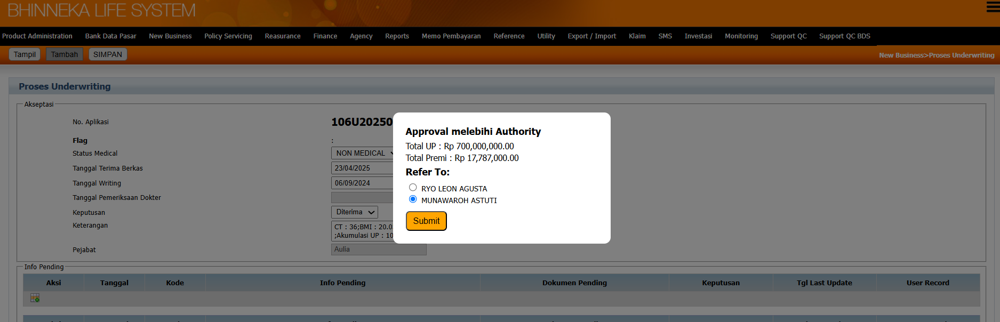 BHINNEKA LIFE SYSTEM
Product Administration Bank Data Pasar New Business Policy Servicing Reasurance Finance Agency Reports Memo Pembayaran Reference Utility Export / Import Klaim SMS Investasi Monitoring Support QC Support QC BDS
Tampil Tambah SIMPAN New Business>Proses Underwriting
Proses Underwriting
Akseptasi
No. Aplikasi 106U20250
Flag :
Status Medical NON MEDICAL
Tanggal Terima Berkas 23/04/2025
Tanggal Writing 06/09/2024
Tanggal Pemeriksaan Dokter
Keputusan Diterima
Keterangan CT : 36;BMI : 20.0
;Akumulasi UP : 10
Pejabat Aulia
Approval melebihi Authority
Total UP : Rp 700,000,000.00
Total Premi : Rp 17,787,000.00
Refer To:
RYO LEON AGUSTA
MUNAWAROH ASTUTI
Submit
Info Pending
Aksi Tanggal Kode Info Pending Dokumen Pending Keputusan Tgl Last Update User Record